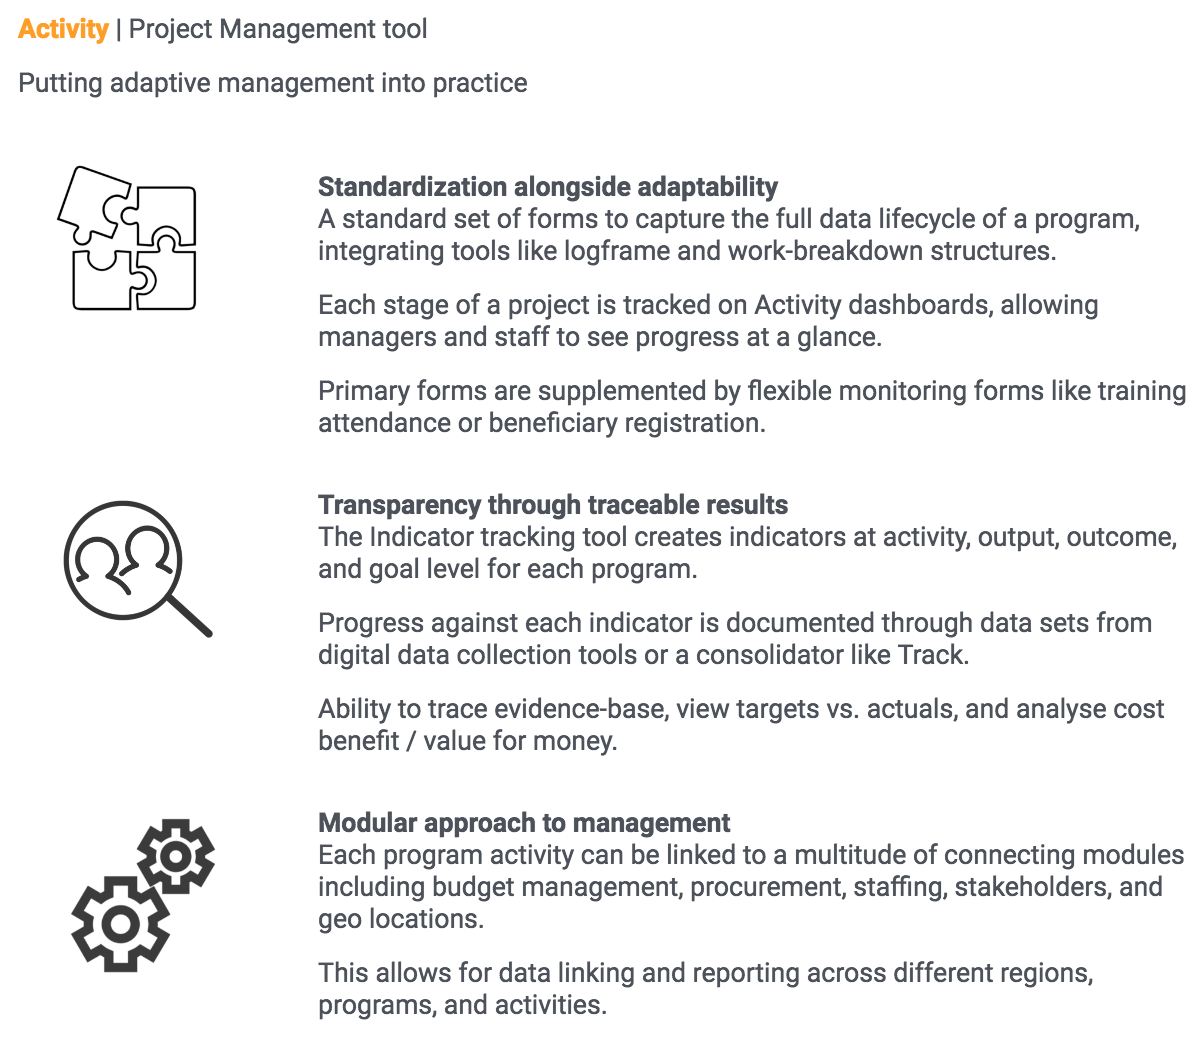 Activity | Project Management tool
Putting adaptive management into practice
Standardization alongside adaptability
A standard set of forms to capture the full data lifecycle of a program,
integrating tools like logframe and work-breakdown structures.
Each stage of a project is tracked on Activity dashboards, allowing
managers and staff to see progress at a glance.
Primary forms are supplemented by flexible monitoring forms like training
attendance or beneficiary registration.
Transparency through traceable results
The Indicator tracking tool creates indicators at activity, output, outcome,
and goal level for each program.
Progress against each indicator is documented through data sets from
digital data collection tools or a consolidator like Track.
Ability to trace evidence-base, view targets vs. actuals, and analyse cost
benefit / value for money.
Modular approach to management
Each program activity can be linked to a multitude of connecting modules
including budget management, procurement, staffing, stakeholders, and
geo locations.
This allows for data linking and reporting across different regions,
programs, and activities.